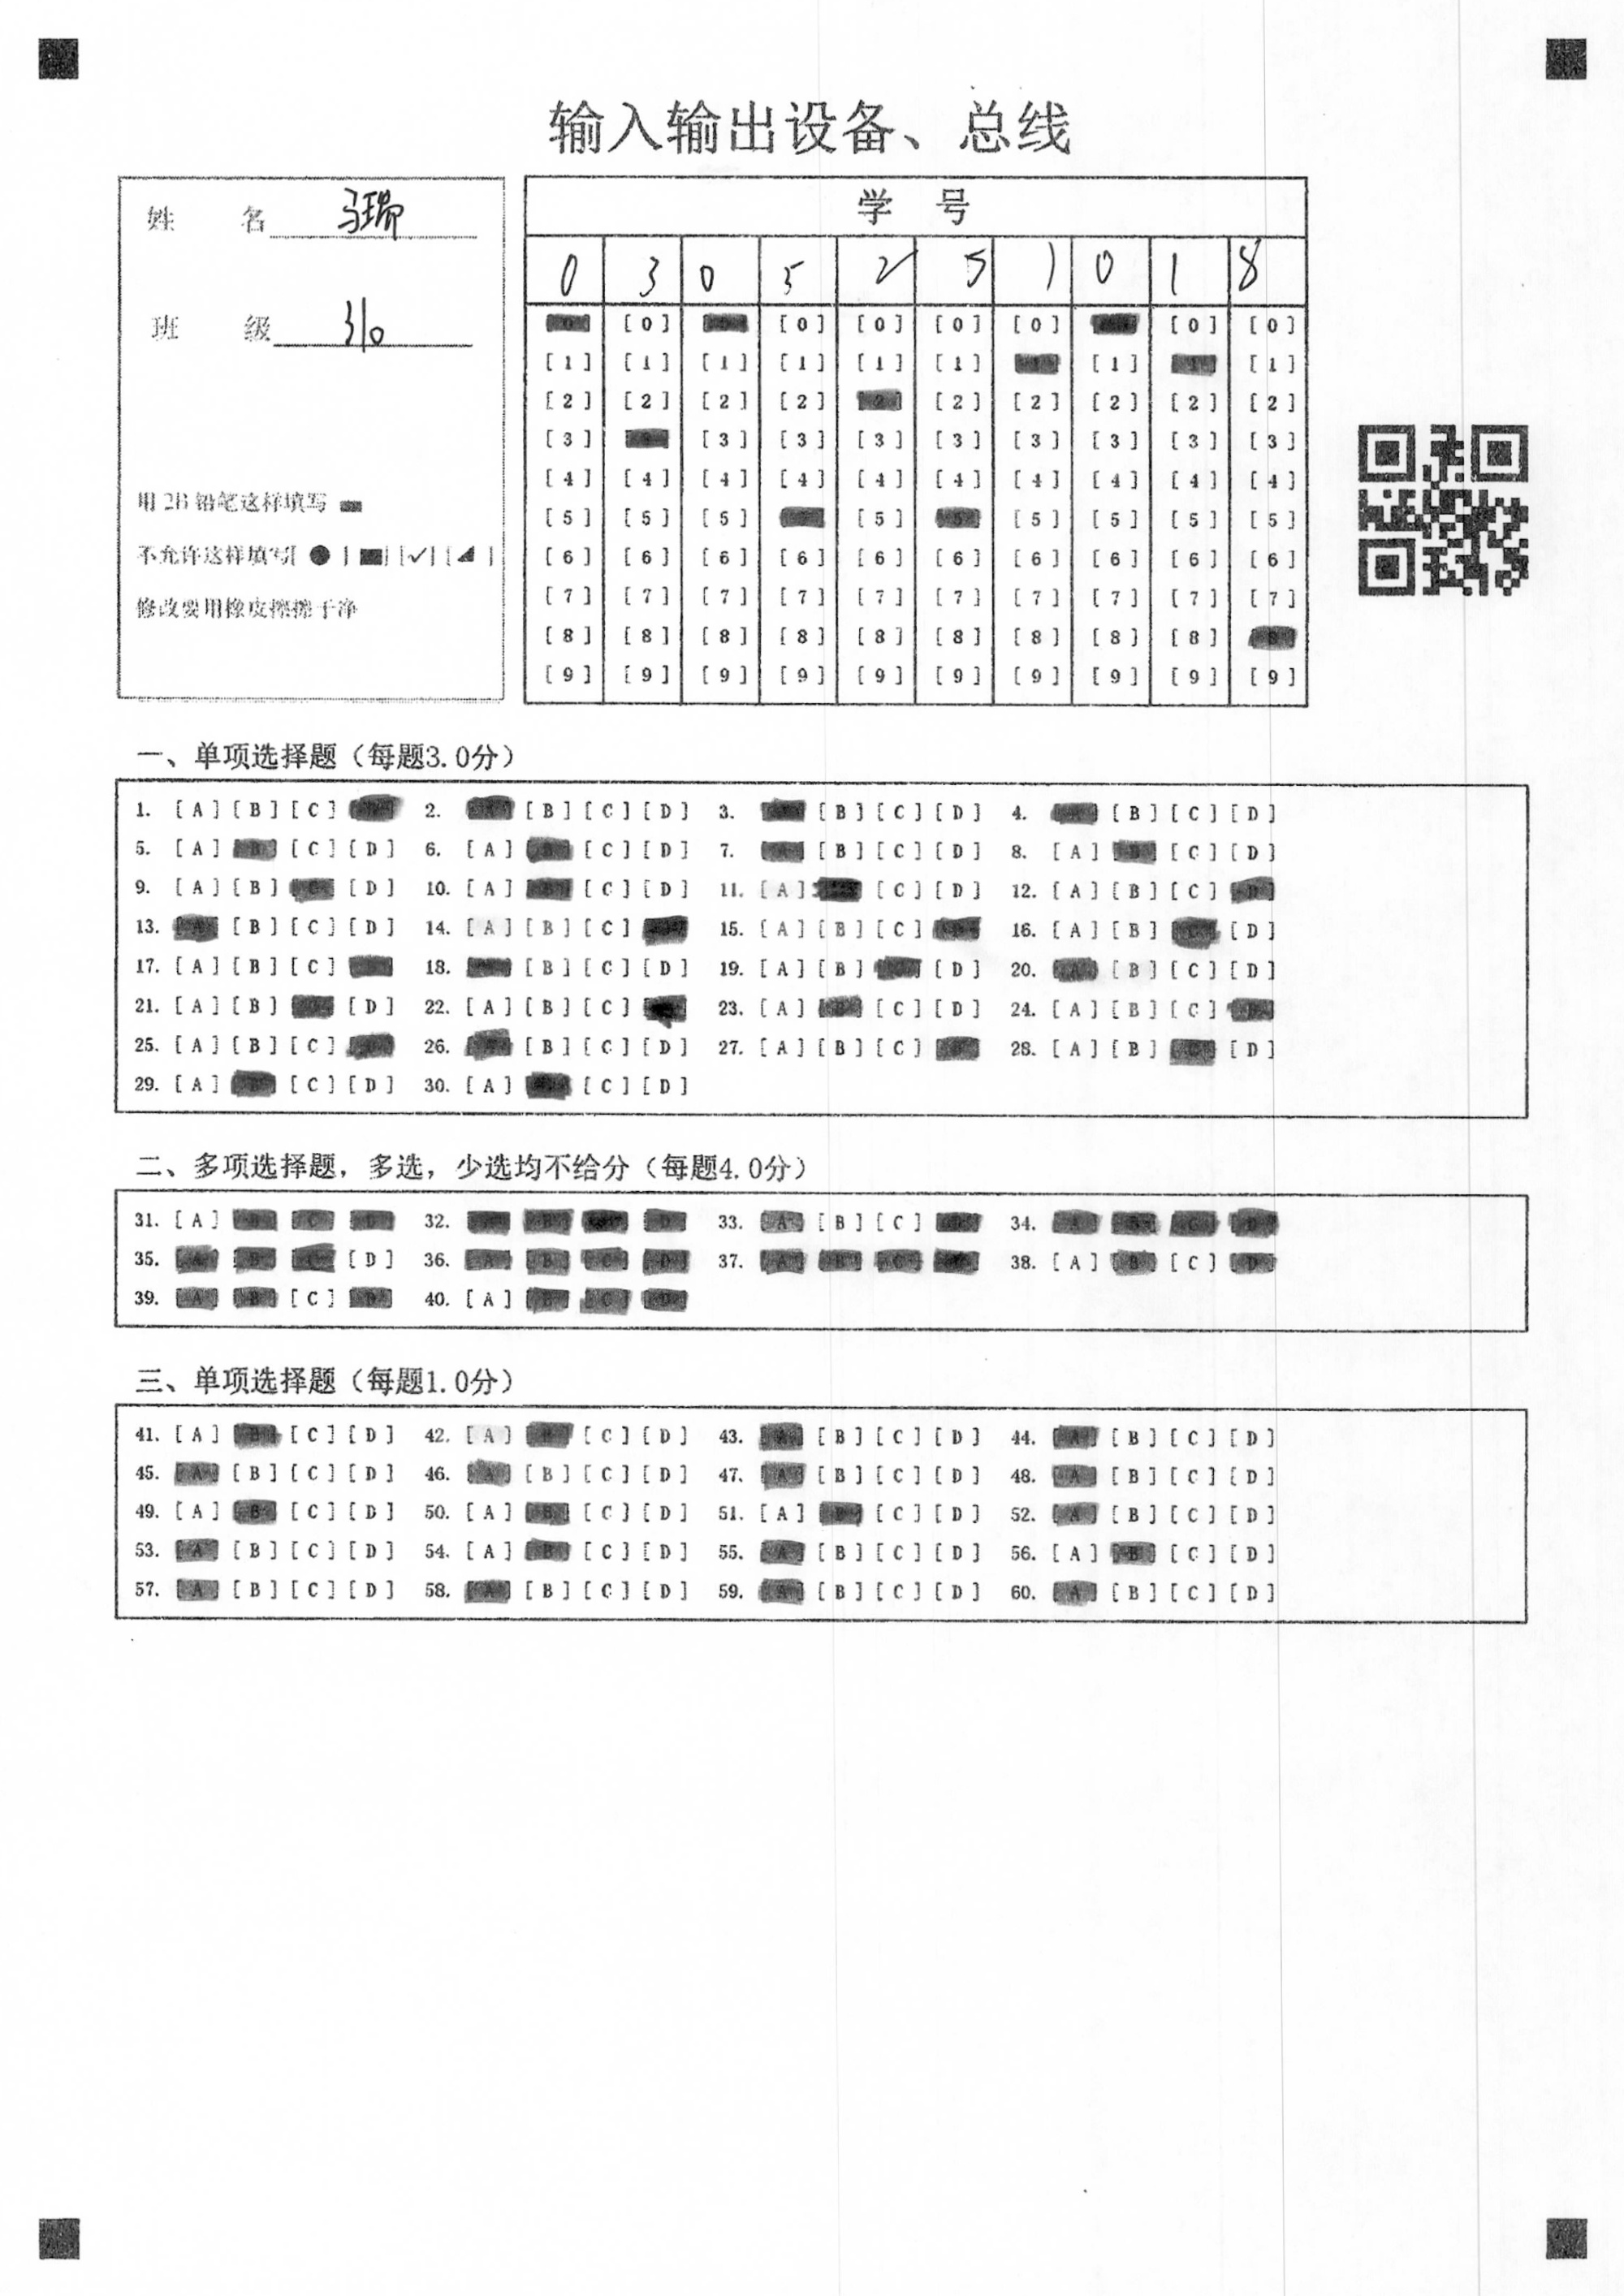 输入输出设备、总线
姓 名 马瑞
班 级 310
用 2B 铅笔这样填写
不允许这样填写[ ● ] [✓] [ ]
修改要用橡皮擦擦干净
学 号
0 3 0 5 2 5 1 0 1 8
[0] [0] [0] [0] [0] [0] [0]
[1] [1] [1] [1] [1] [1] [1] [1]
[2] [2] [2] [2] [2] [2] [2] [2] [2] [2]
[3] [3] [3] [3] [3] [3] [3] [3] [3]
[4] [4] [4] [4] [4] [4] [4] [4] [4] [4]
[5] [5] [5] [5] [5] [5] [5] [5]
[6] [6] [6] [6] [6] [6] [6] [6] [6] [6]
[7] [7] [7] [7] [7] [7] [7] [7] [7] [7]
[8] [8] [8] [8] [8] [8] [8] [8] [8] [8]
[9] [9] [9] [9] [9] [9] [9] [9] [9] [9]
一、单项选择题（每题3.0分）
1. [A] [B] [C] 2. [B] [C] [D] 3. [B] [C] [D] 4. [B] [C] [D]
5. [A] [C] [D] 6. [A] [C] [D] 7. [B] [C] [D] 8. [A] [C] [D]
9. [A] [B] [D] 10. [A] [C] [D] 11. [A] [C] [D] 12. [A] [B] [C]
13. [B] [C] [D] 14. [A] [B] [C] 15. [A] [B] [C] 16. [A] [B] [D]
17. [A] [B] [C] 18. [B] [C] [D] 19. [A] [B] [D] 20. [B] [C] [D]
21. [A] [B] [D] 22. [A] [B] [C] 23. [A] [C] [D] 24. [A] [B] [C]
25. [A] [B] [C] 26. [B] [C] [D] 27. [A] [B] [C] 28. [A] [B] [D]
29. [A] [C] [D] 30. [A] [C] [D]
二、多项选择题，多选，少选均不给分（每题4.0分）
31. [A] [B] [C] [D] 32. [A] [B] [C] [D] 33. [A] [B] [C] 34. [A] [B] [C] [D]
35. [A] [B] [C] [D] 36. [A] [B] [C] [D] 37. [A] [B] [C] [D] 38. [A] [B] [C] [D]
39. [A] [B] [C] [D] 40. [A] [B] [C] [D]
三、单项选择题（每题1.0分）
41. [A] [B] [C] [D] 42. [A] [B] [C] [D] 43. [A] [B] [C] [D] 44. [A] [B] [C] [D]
45. [A] [B] [C] [D] 46. [A] [B] [C] [D] 47. [A] [B] [C] [D] 48. [A] [B] [C] [D]
49. [A] [B] [C] [D] 50. [A] [B] [C] [D] 51. [A] [B] [C] [D] 52. [A] [B] [C] [D]
53. [A] [B] [C] [D] 54. [A] [B] [C] [D] 55. [A] [B] [C] [D] 56. [A] [B] [C] [D]
57. [A] [B] [C] [D] 58. [A] [B] [C] [D] 59. [A] [B] [C] [D] 60. [A] [B] [C] [D]